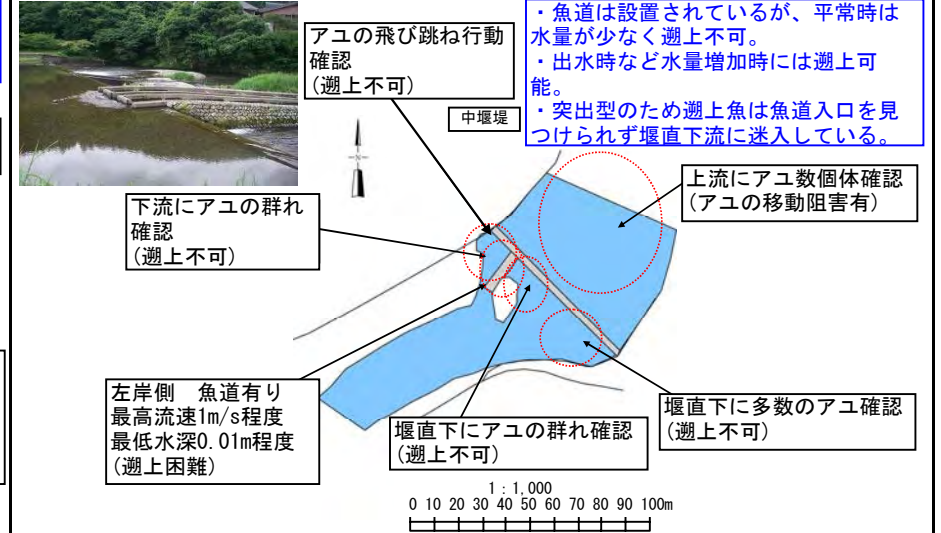 ・魚道は設置されているが、平常時は
水量が少なく遡上不可。
・出水時など水量増加時には遡上可
能。
・突出型のため遡上魚は魚道入口を見
つけられず堰直下流に迷入している。
アユの飛び跳ね行動
確認
(遡上不可)
中堰堤
N
上流にアユ数個体確認
(アユの移動阻害有)
下流にアユの群れ
確認
(遡上不可)
左岸側 魚道有り
最高流速1m/s程度
最低水深0.01m程度
(遡上困難)
堰直下にアユの群れ確認
(遡上不可)
堰直下に多数のアユ確認
(遡上不可)
1:1,000
0 10 20 30 40 50 60 70 80 90 100m